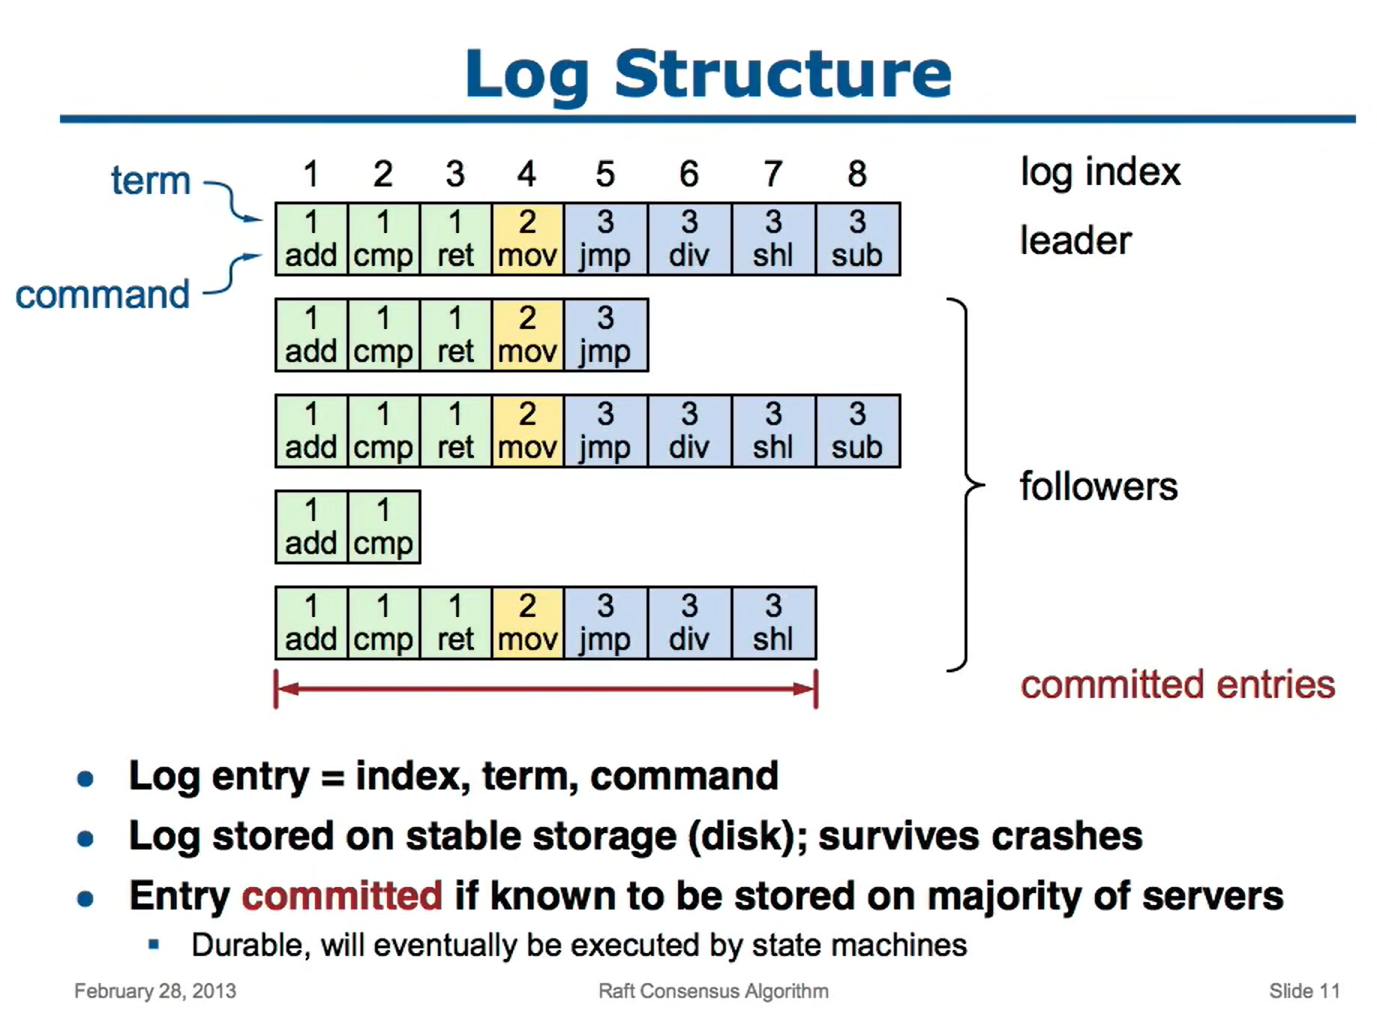 Log Structure
term
1 2 3 4 5 6 7 8 log index
1 1 1 2 3 3 3 3
add cmp ret mov jmp div shl sub leader
command
1 1 1 2 3
add cmp ret mov jmp
1 1 1 2 3 3 3 3
add cmp ret mov jmp div shl sub
followers
1 1
add cmp
1 1 1 2 3 3 3
add cmp ret mov jmp div shl
committed entries
Log entry = index, term, command
Log stored on stable storage (disk); survives crashes
Entry committed if known to be stored on majority of servers
Durable, will eventually be executed by state machines
February 28, 2013 Raft Consensus Algorithm Slide 11